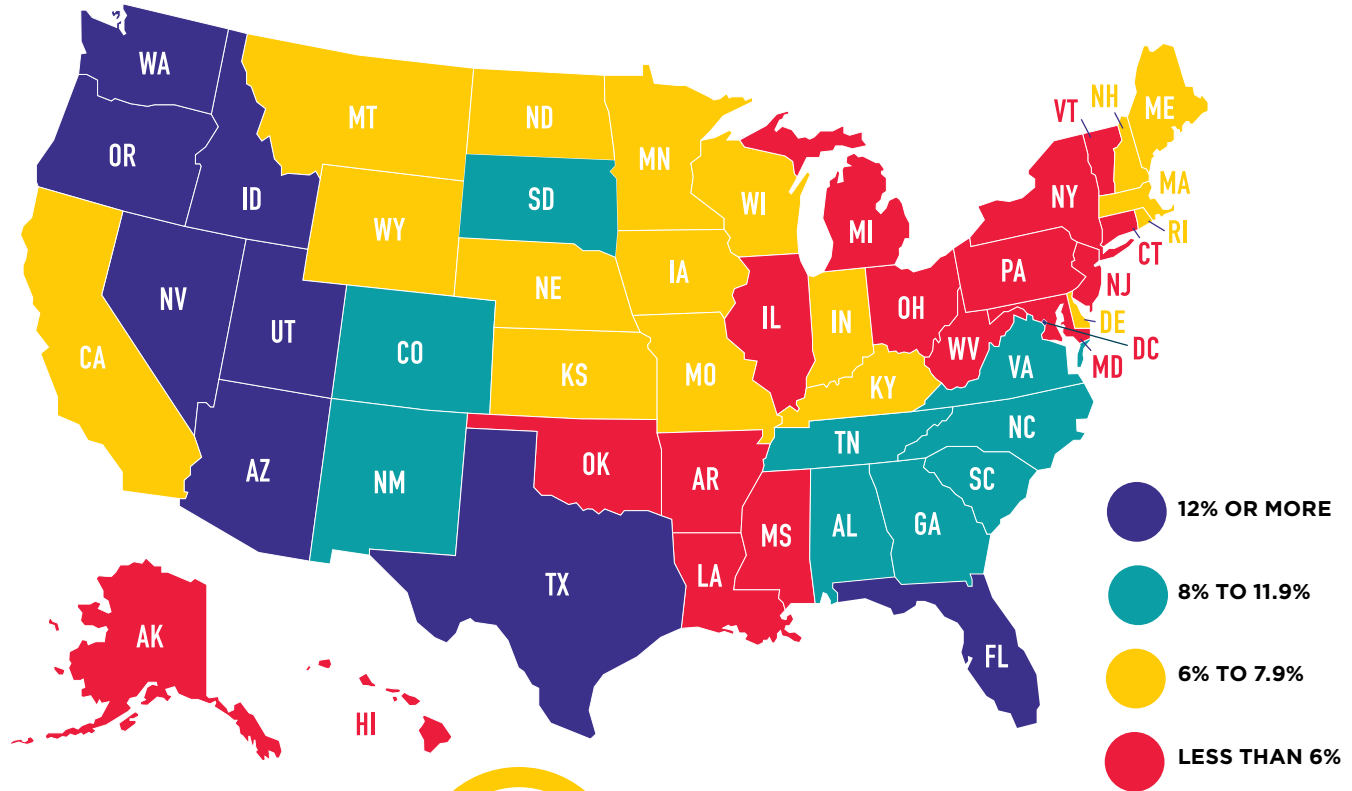 WA
MT
ND
OR
ID
SD
MN
WI
MI
VT
NH
ME
NY
MA
RI
CT
WY
NE
IA
PA
NJ
NV
UT
CO
KS
MO
IL
IN
OH
DE
DC
MD
WV
VA
KY
CA
AZ
NM
OK
AR
TN
NC
SC
MS
AL
GA
LA
TX
FL
AK
HI
12% OR MORE
8% TO 11.9%
6% TO 7.9%
LESS THAN 6%